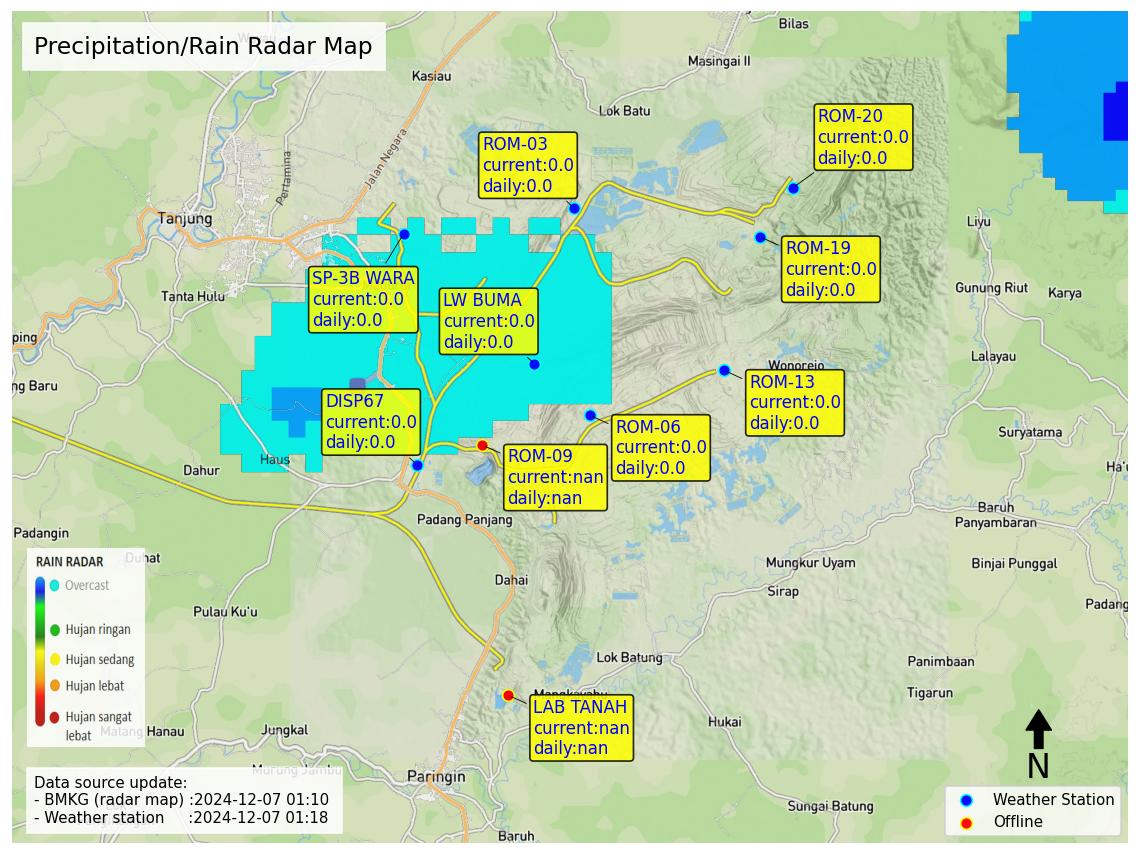 Precipitation/Rain Radar Map
Bilas
Masingai II
Kasiau
Lok Batu
Jalan Negara
Pertamina
Tanjung
Tanta Hulu
ping
ng Baru
ROM-03
current:0.0
daily:0.0
ROM-20
current:0.0
daily:0.0
ROM-19
current:0.0
daily:0.0
SP-3B WARA
current:0.0
daily:0.0
LW BUMA
current:0.0
daily:0.0
Liyu
Gunung Riut
Karya
Lalayau
Wonorejo
ROM-13
current:0.0
daily:0.0
DISP67
current:0.0
daily:0.0
ROM-06
current:0.0
daily:0.0
ROM-09
current:nan
daily:nan
Suryatama
Ha'u
Haus
Dahur
Baruh
Panyambaran
Padang Panjang
Padangin
Duhat
Binjai Punggal
Mungkur Uyam
Sirap
Padang
Dahai
Pulau Ku'u
Lok Batung
Panimbaan
Tigarun
Mangkayahu
LAB TANAH
current:nan
daily:nan
Hukai
RAIN RADAR
Overcast
Hujan ringan
Hujan sedang
Hujan lebat
Hujan sangat
lebat
Matang Hanau
Jungkal
Murung Jambu
Paringin
Sungai Batung
Baruh
Data source update:
- BMKG (radar map) :2024-12-07 01:10
- Weather station :2024-12-07 01:18
N
Weather Station
Offline